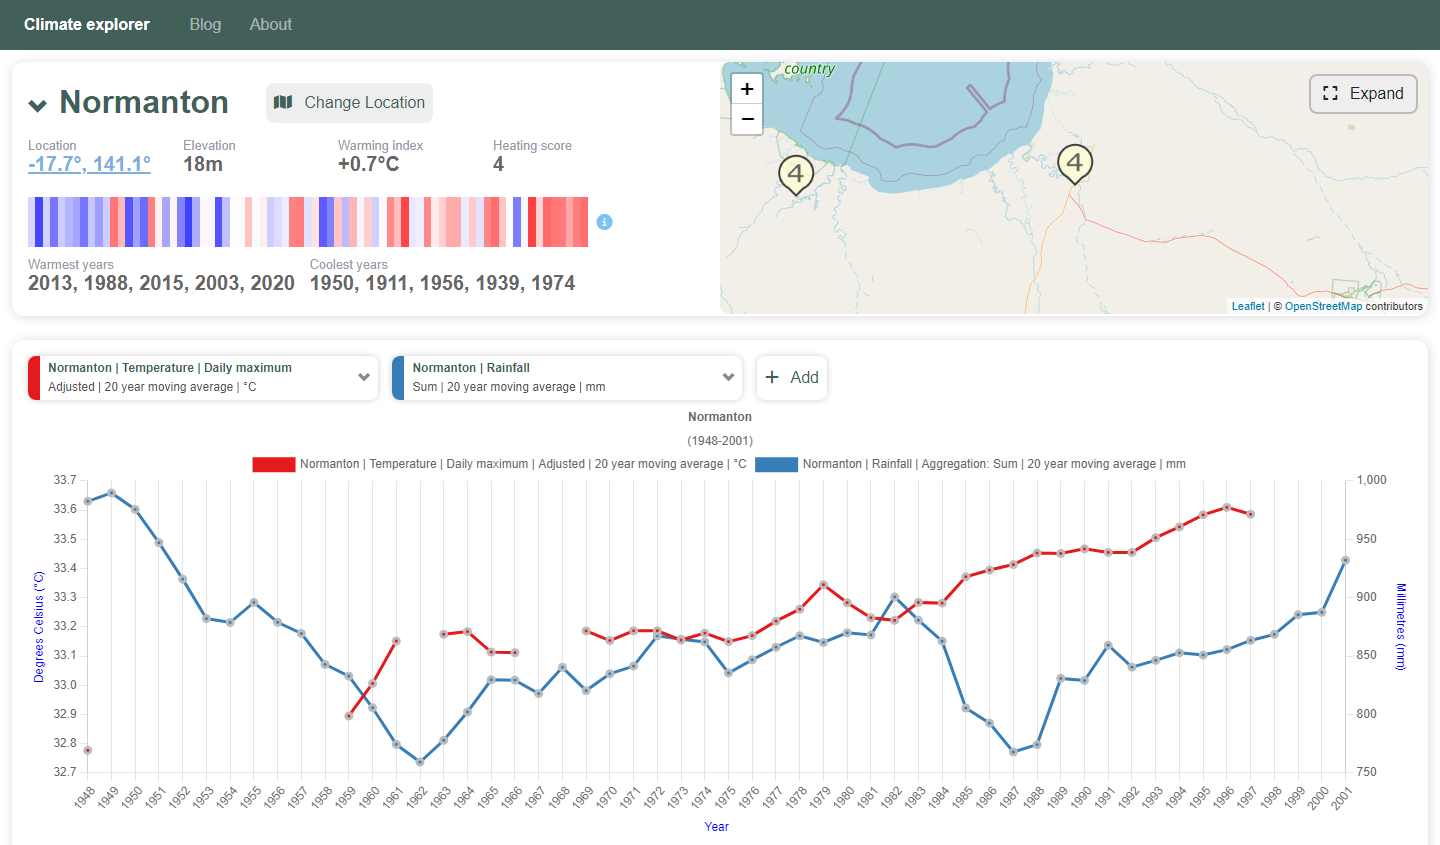 Climate explorer Blog About
Normanton Change Location
Location Elevation Warming index Heating score
-17.7°, 141.1° 18m +0.7°C 4
i
Warmest years Coolest years
2013, 1988, 2015, 2003, 2020 1950, 1911, 1956, 1939, 1974
country
+
−
Expand
4
4
Leaflet | © OpenStreetMap contributors
Normanton | Temperature | Daily maximum
Adjusted | 20 year moving average | °C
Normanton | Rainfall
Sum | 20 year moving average | mm
+ Add
Normanton
(1948-2001)
Normanton | Temperature | Daily maximum | Adjusted | 20 year moving average | °C
Normanton | Rainfall | Aggregation: Sum | 20 year moving average | mm
Degrees Celsius (°C)
33.7
33.6
33.5
33.4
33.3
33.2
33.1
33.0
32.9
32.8
32.7
1,000
950
900
850
800
750
Millimetres (mm)
1948 1949 1950 1951 1952 1953 1954 1955 1956 1957 1958 1959 1960 1961 1962 1963 1964 1965 1966 1967 1968 1969 1970 1971 1972 1973 1974 1975 1976 1977 1978 1979 1980 1981 1982 1983 1984 1985 1986 1987 1988 1989 1990 1991 1992 1993 1994 1995 1996 1997 1998 1999 2000 2001
Year